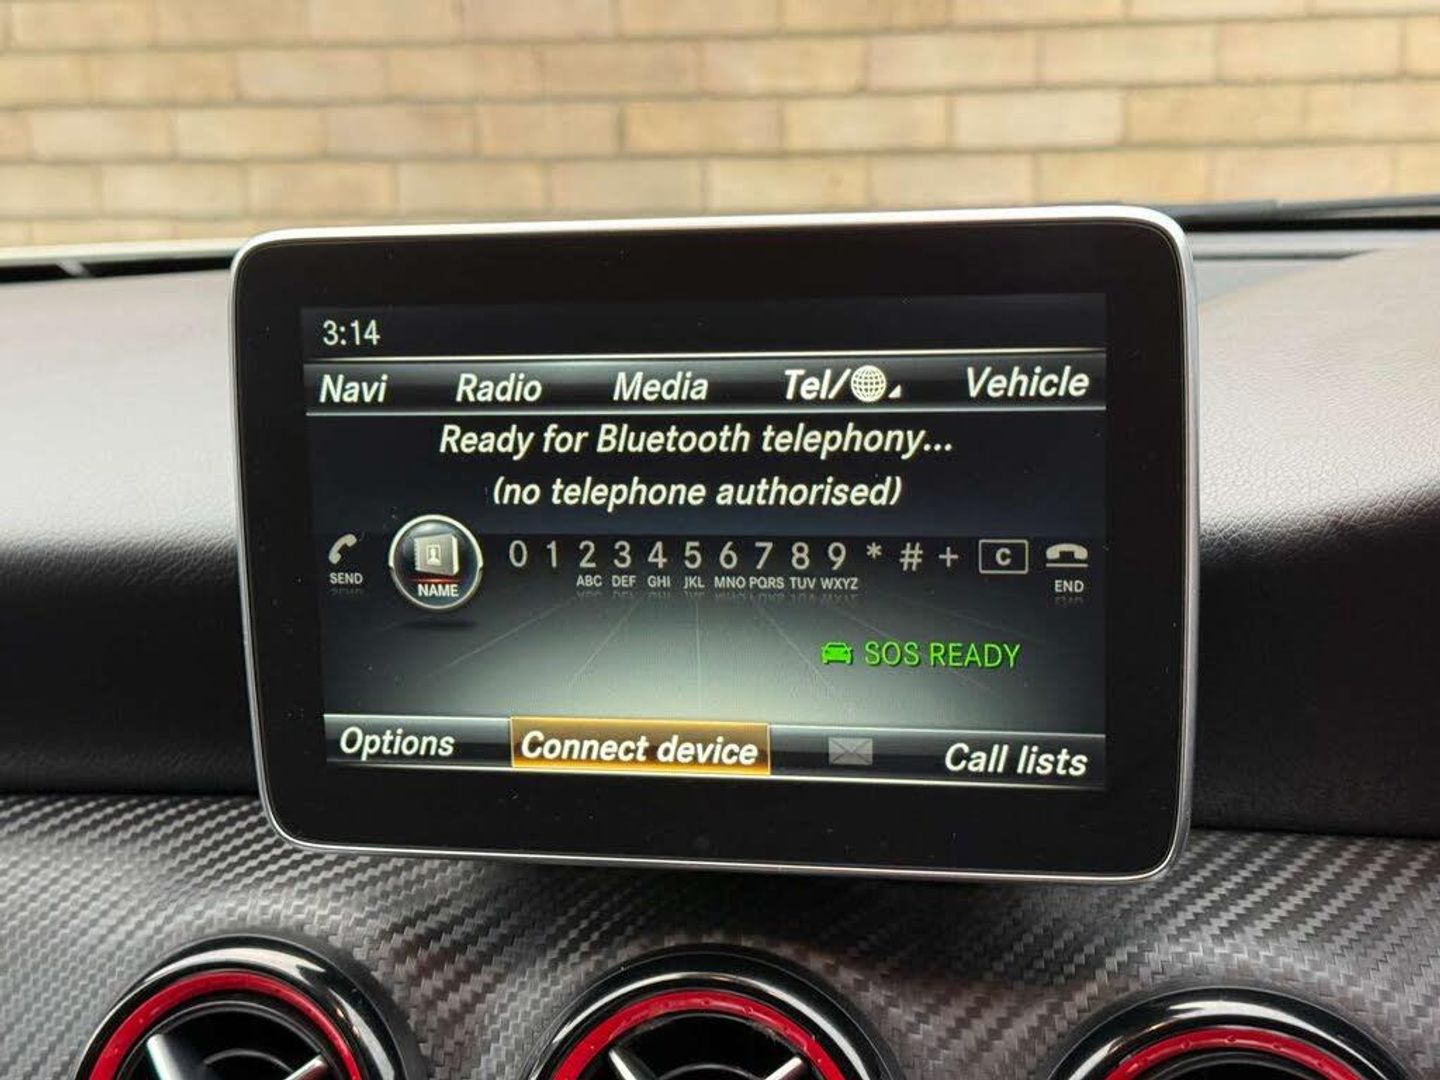 3:14
Navi Radio Media Tel/ Vehicle
Ready for Bluetooth telephony...
(no telephone authorised)
SEND NAME 0 1 2 3 4 5 6 7 8 9 * # + C END
ABC DEF GHI JKL MNO PQRS TUV WXYZ
SOS READY
Options Connect device Call lists